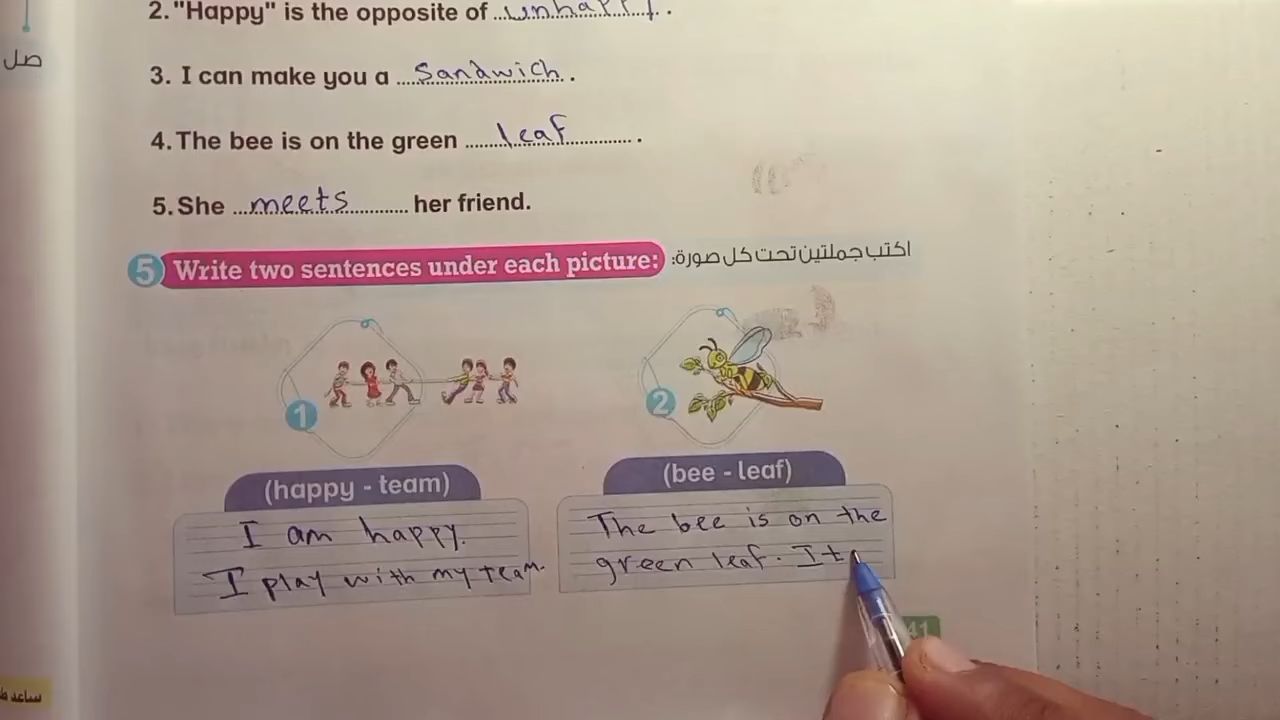 2. "Happy" is the opposite of ...unhappy... .
صل
3. I can make you a ...Sandwich... .
4. The bee is on the green ...leaf... .
5. She ...meets... her friend.
5 Write two sentences under each picture: اكتب جملتين تحت كل صورة:
1
2
(happy - team)
(bee - leaf)
I am happy.
I play with my team.
The bee is on the
green leaf. It
41
ساعد